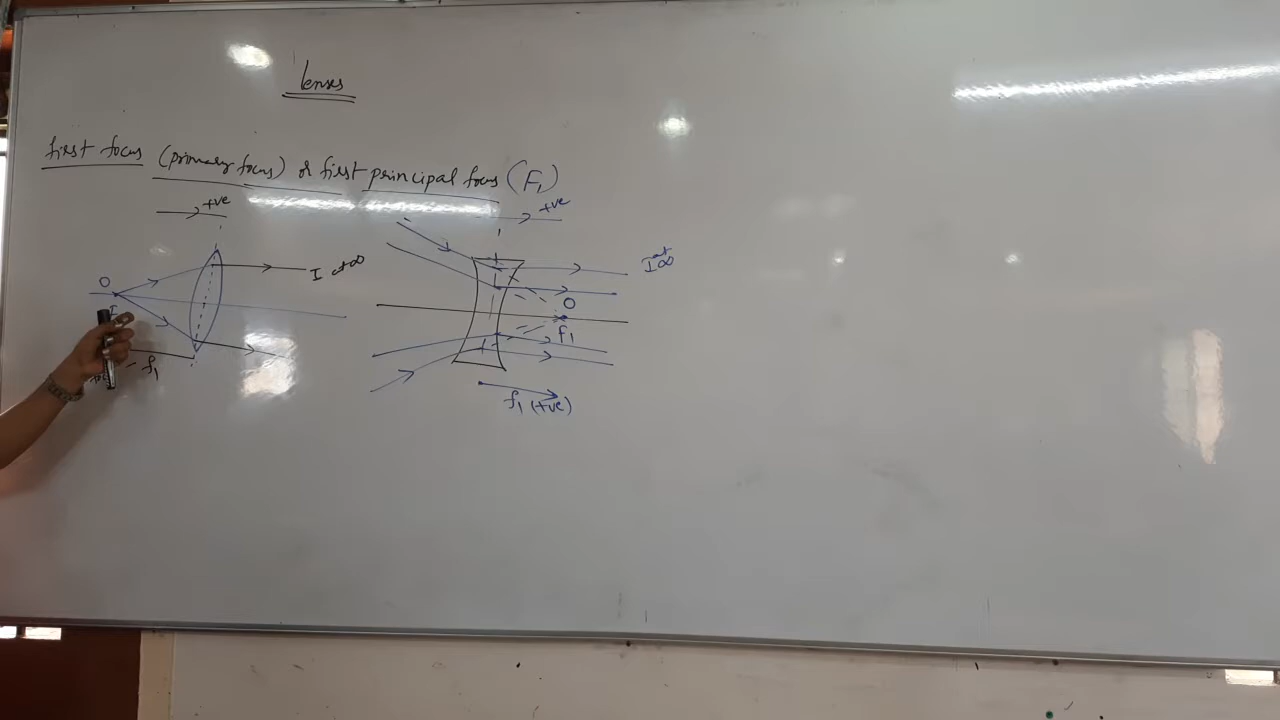 lenses
First focus (primary focus) or first principal focus (F₁)
+ve
+ve
O
I at ∞
I at ∞
O
f₁
f₁
f₁ (+ve)